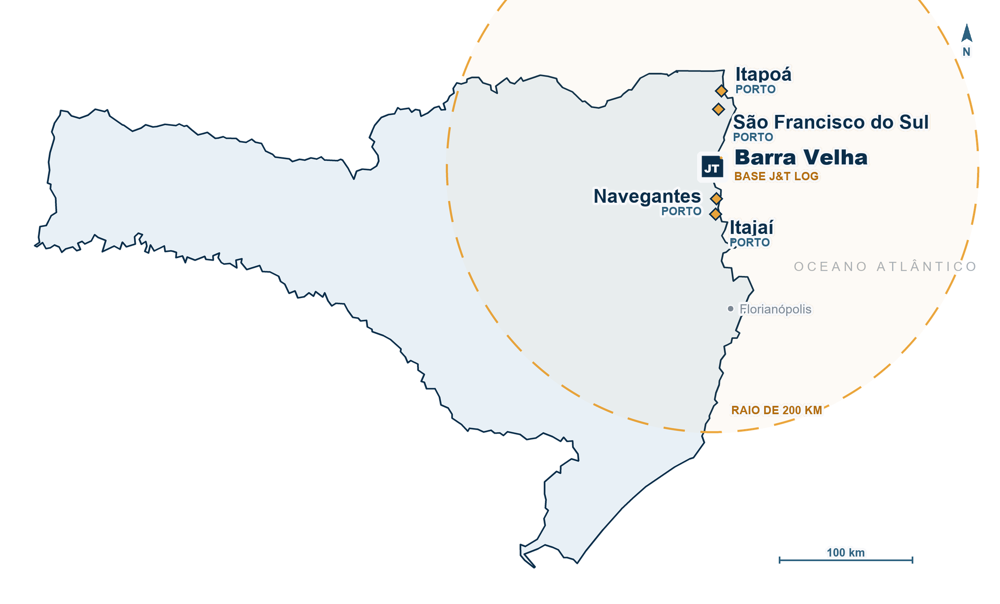 N
Itapoá
PORTO
São Francisco do Sul
PORTO
JT
Barra Velha
BASE J&T LOG
Navegantes
PORTO
Itajaí
PORTO
OCEANO ATLÂNTICO
Florianópolis
RAIO DE 200 KM
100 km